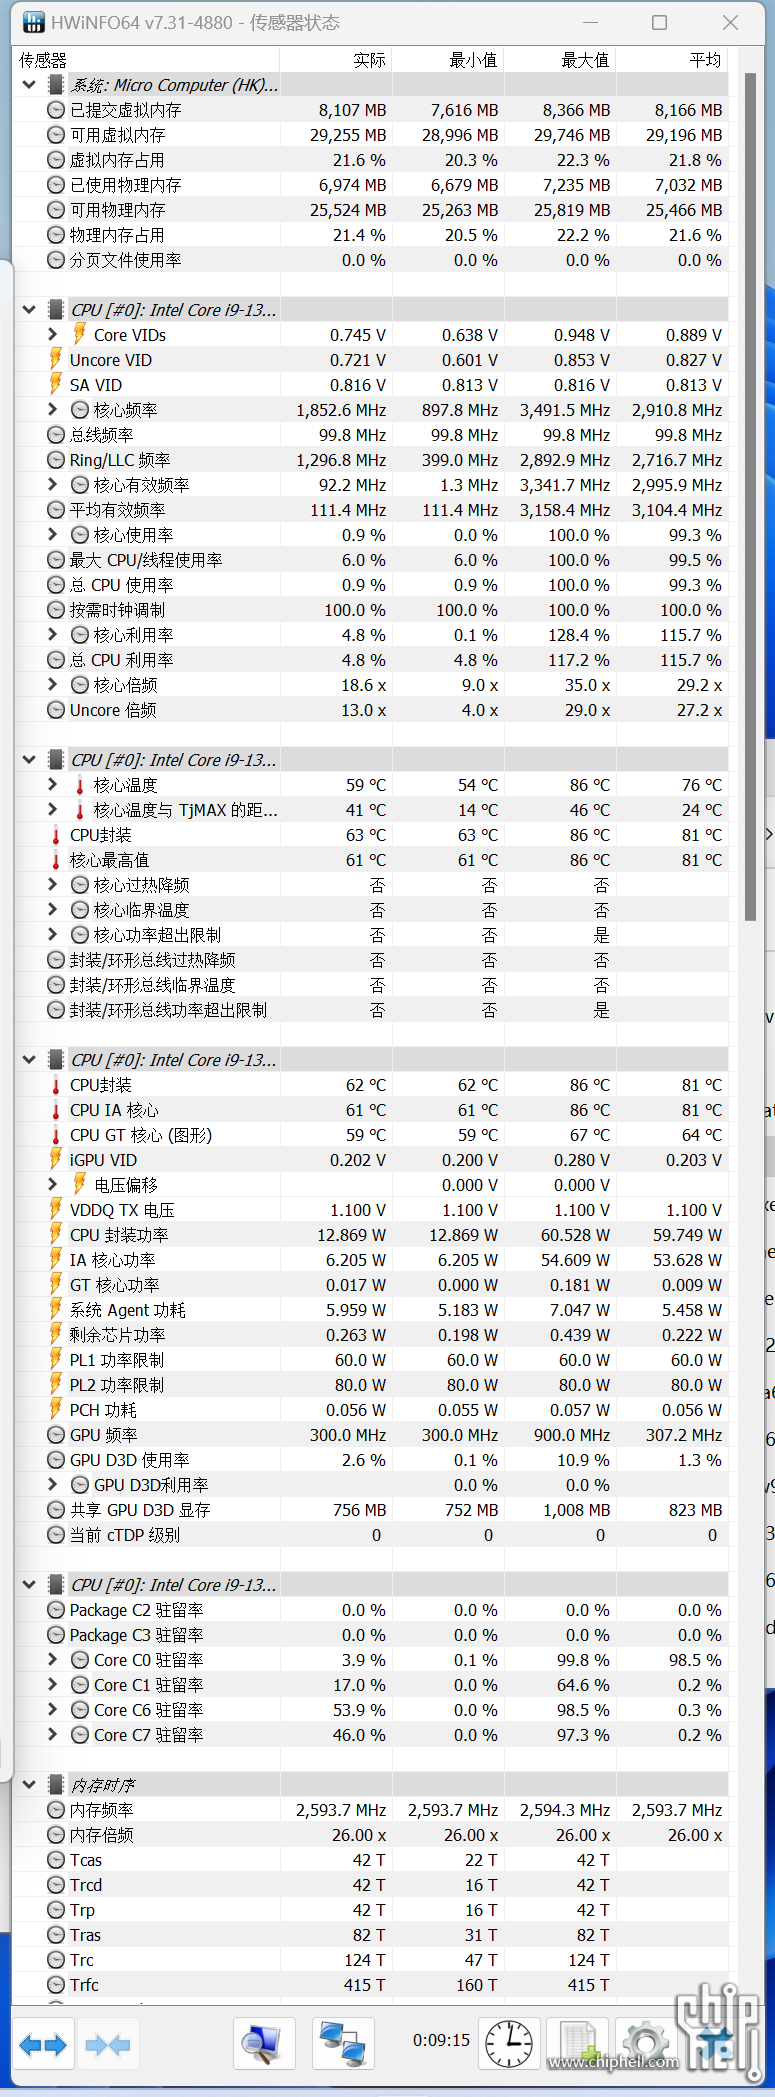 HWiNFO64 v7.31-4880 - 传感器状态
传感器 实际 最小值 最大值 平均
系统: Micro Computer (HK)...
已提交虚拟内存 8,107 MB 7,616 MB 8,366 MB 8,166 MB
可用虚拟内存 29,255 MB 28,996 MB 29,746 MB 29,196 MB
虚拟内存占用 21.6 % 20.3 % 22.3 % 21.8 %
已使用物理内存 6,974 MB 6,679 MB 7,235 MB 7,032 MB
可用物理内存 25,524 MB 25,263 MB 25,819 MB 25,466 MB
物理内存占用 21.4 % 20.5 % 22.2 % 21.6 %
分页文件使用率 0.0 % 0.0 % 0.0 % 0.0 %
CPU [#0]: Intel Core i9-13...
Core VIDs 0.745 V 0.638 V 0.948 V 0.889 V
Uncore VID 0.721 V 0.601 V 0.853 V 0.827 V
SA VID 0.816 V 0.813 V 0.816 V 0.813 V
核心频率 1,852.6 MHz 897.8 MHz 3,491.5 MHz 2,910.8 MHz
总线频率 99.8 MHz 99.8 MHz 99.8 MHz 99.8 MHz
Ring/LLC 频率 1,296.8 MHz 399.0 MHz 2,892.9 MHz 2,716.7 MHz
核心有效频率 92.2 MHz 1.3 MHz 3,341.7 MHz 2,995.9 MHz
平均有效频率 111.4 MHz 111.4 MHz 3,158.4 MHz 3,104.4 MHz
核心使用率 0.9 % 0.0 % 100.0 % 99.3 %
最大 CPU/线程使用率 6.0 % 6.0 % 100.0 % 99.5 %
总 CPU 使用率 0.9 % 0.9 % 100.0 % 99.3 %
按需时钟调制 100.0 % 100.0 % 100.0 % 100.0 %
核心利用率 4.8 % 0.1 % 128.4 % 115.7 %
总 CPU 利用率 4.8 % 4.8 % 117.2 % 115.7 %
核心倍频 18.6 x 9.0 x 35.0 x 29.2 x
Uncore 倍频 13.0 x 4.0 x 29.0 x 27.2 x
CPU [#0]: Intel Core i9-13...
核心温度 59 °C 54 °C 86 °C 76 °C
核心温度与 TjMAX 的距... 41 °C 14 °C 46 °C 24 °C
CPU封装 63 °C 63 °C 86 °C 81 °C
核心最高值 61 °C 61 °C 86 °C 81 °C
核心过热降频 否 否 否
核心临界温度 否 否 否
核心功率超出限制 否 否 是
封装/环形总线过热降频 否 否 否
封装/环形总线临界温度 否 否 否
封装/环形总线功率超出限制 否 否 是
CPU [#0]: Intel Core i9-13...
CPU封装 62 °C 62 °C 86 °C 81 °C
CPU IA 核心 61 °C 61 °C 86 °C 81 °C
CPU GT 核心 (图形) 59 °C 59 °C 67 °C 64 °C
iGPU VID 0.202 V 0.200 V 0.280 V 0.203 V
电压偏移 0.000 V 0.000 V
VDDQ TX 电压 1.100 V 1.100 V 1.100 V 1.100 V
CPU 封装功率 12.869 W 12.869 W 60.528 W 59.749 W
IA 核心功率 6.205 W 6.205 W 54.609 W 53.628 W
GT 核心功率 0.017 W 0.000 W 0.181 W 0.009 W
系统 Agent 功耗 5.959 W 5.183 W 7.047 W 5.458 W
剩余芯片功率 0.263 W 0.198 W 0.439 W 0.222 W
PL1 功率限制 60.0 W 60.0 W 60.0 W 60.0 W
PL2 功率限制 80.0 W 80.0 W 80.0 W 80.0 W
PCH 功耗 0.056 W 0.055 W 0.057 W 0.056 W
GPU 频率 300.0 MHz 300.0 MHz 900.0 MHz 307.2 MHz
GPU D3D 使用率 2.6 % 0.1 % 10.9 % 1.3 %
GPU D3D利用率 0.0 % 0.0 %
共享 GPU D3D 显存 756 MB 752 MB 1,008 MB 823 MB
当前 cTDP 级别 0 0 0 0
CPU [#0]: Intel Core i9-13...
Package C2 驻留率 0.0 % 0.0 % 0.0 % 0.0 %
Package C3 驻留率 0.0 % 0.0 % 0.0 % 0.0 %
Core C0 驻留率 3.9 % 0.1 % 99.8 % 98.5 %
Core C1 驻留率 17.0 % 0.0 % 64.6 % 0.2 %
Core C6 驻留率 53.9 % 0.0 % 98.5 % 0.3 %
Core C7 驻留率 46.0 % 0.0 % 97.3 % 0.2 %
内存时序
内存频率 2,593.7 MHz 2,593.7 MHz 2,594.3 MHz 2,593.7 MHz
内存倍频 26.00 x 26.00 x 26.00 x 26.00 x
Tcas 42 T 22 T 42 T
Trcd 42 T 16 T 42 T
Trp 42 T 16 T 42 T
Tras 82 T 31 T 82 T
Trc 124 T 47 T 124 T
Trfc 415 T 160 T 415 T
0:09:15
chip hell
www.chiphell.com